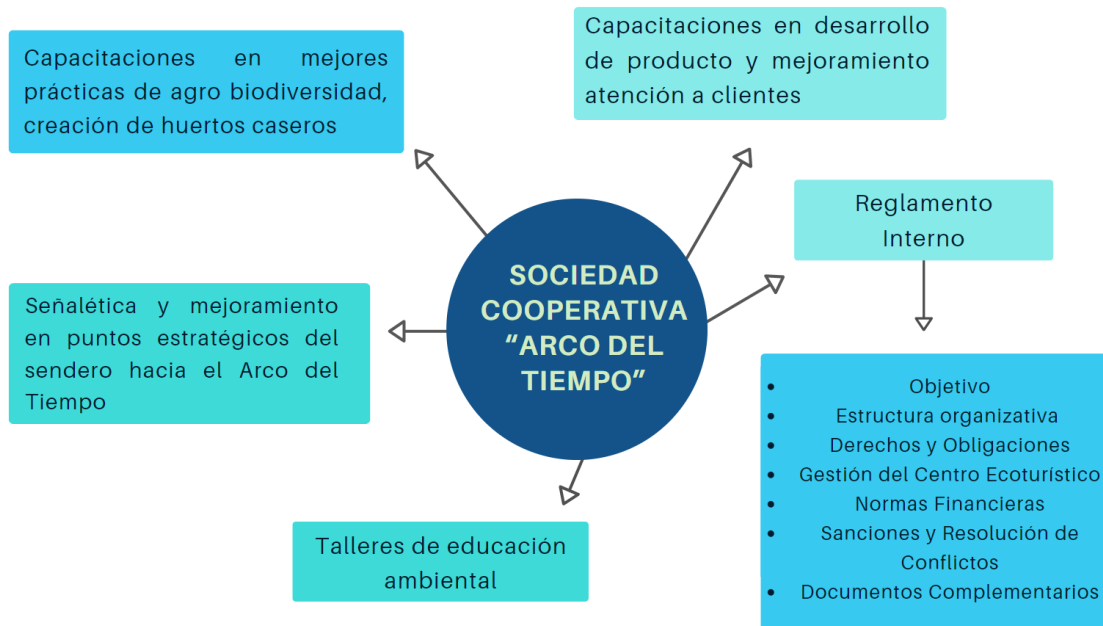 Capacitaciones en mejores
prácticas de agro biodiversidad,
creación de huertos caseros
Capacitaciones en desarrollo
de producto y mejoramiento
atención a clientes
Reglamento
Interno
SOCIEDAD
COOPERATIVA
“ARCO DEL
TIEMPO”
Señalética y mejoramiento
en puntos estratégicos del
sendero hacia el Arco del
Tiempo
• Objetivo
• Estructura organizativa
• Derechos y Obligaciones
• Gestión del Centro Ecoturístico
• Normas Financieras
• Sanciones y Resolución de
Conflictos
• Documentos Complementarios
Talleres de educación
ambiental